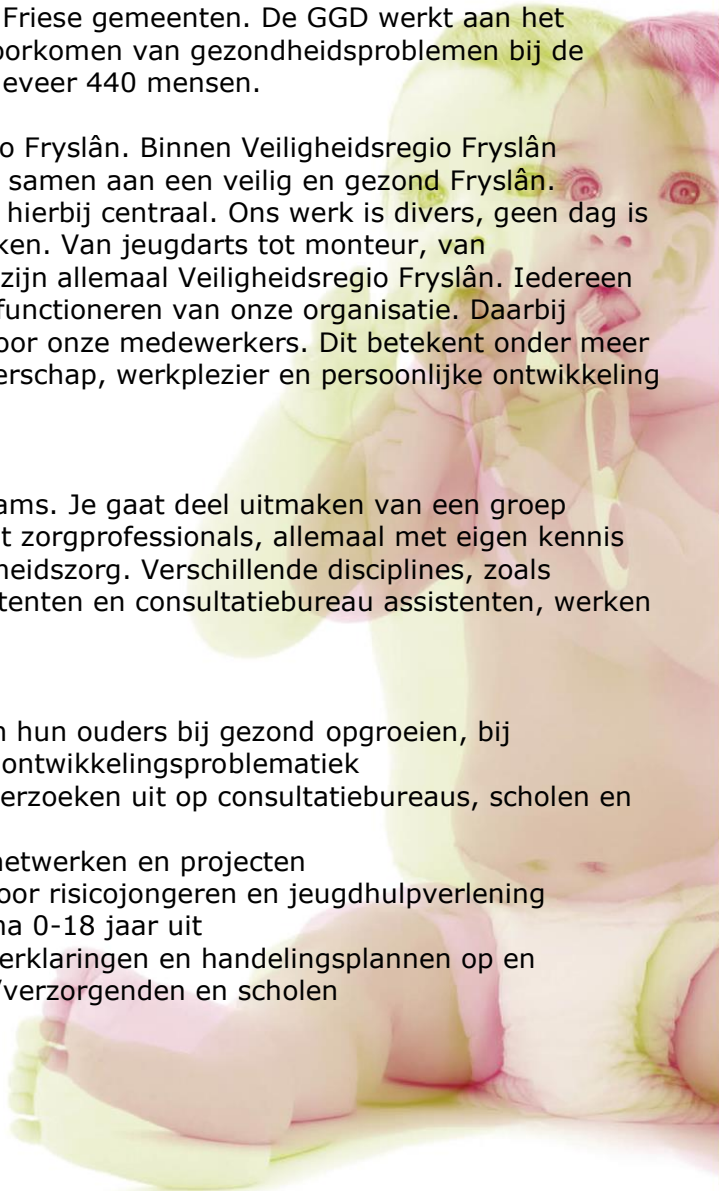 Friese gemeenten. De GGD werkt aan het
oorkomen van gezondheidsproblemen bij de
eveer 440 mensen.
o Fryslân. Binnen Veiligheidsregio Fryslân
samen aan een veilig en gezond Fryslân.
hierbij centraal. Ons werk is divers, geen dag is
ken. Van jeugdarts tot monteur, van
zijn allemaal Veiligheidsregio Fryslân. Iedereen
functioneren van onze organisatie. Daarbij
oor onze medewerkers. Dit betekent onder meer
erschap, werkplezier en persoonlijke ontwikkeling
ams. Je gaat deel uitmaken van een groep
t zorgprofessionals, allemaal met eigen kennis
heidszorg. Verschillende disciplines, zoals
tenten en consultatiebureau assistenten, werken
n hun ouders bij gezond opgroeien, bij
ontwikkelingsproblematiek
erzoeken uit op consultatiebureaus, scholen en
netwerken en projecten
oor risicojongeren en jeugdhulpverlening
ma 0-18 jaar uit
erklaringen en handelingsplannen op en
/verzorgenden en scholen